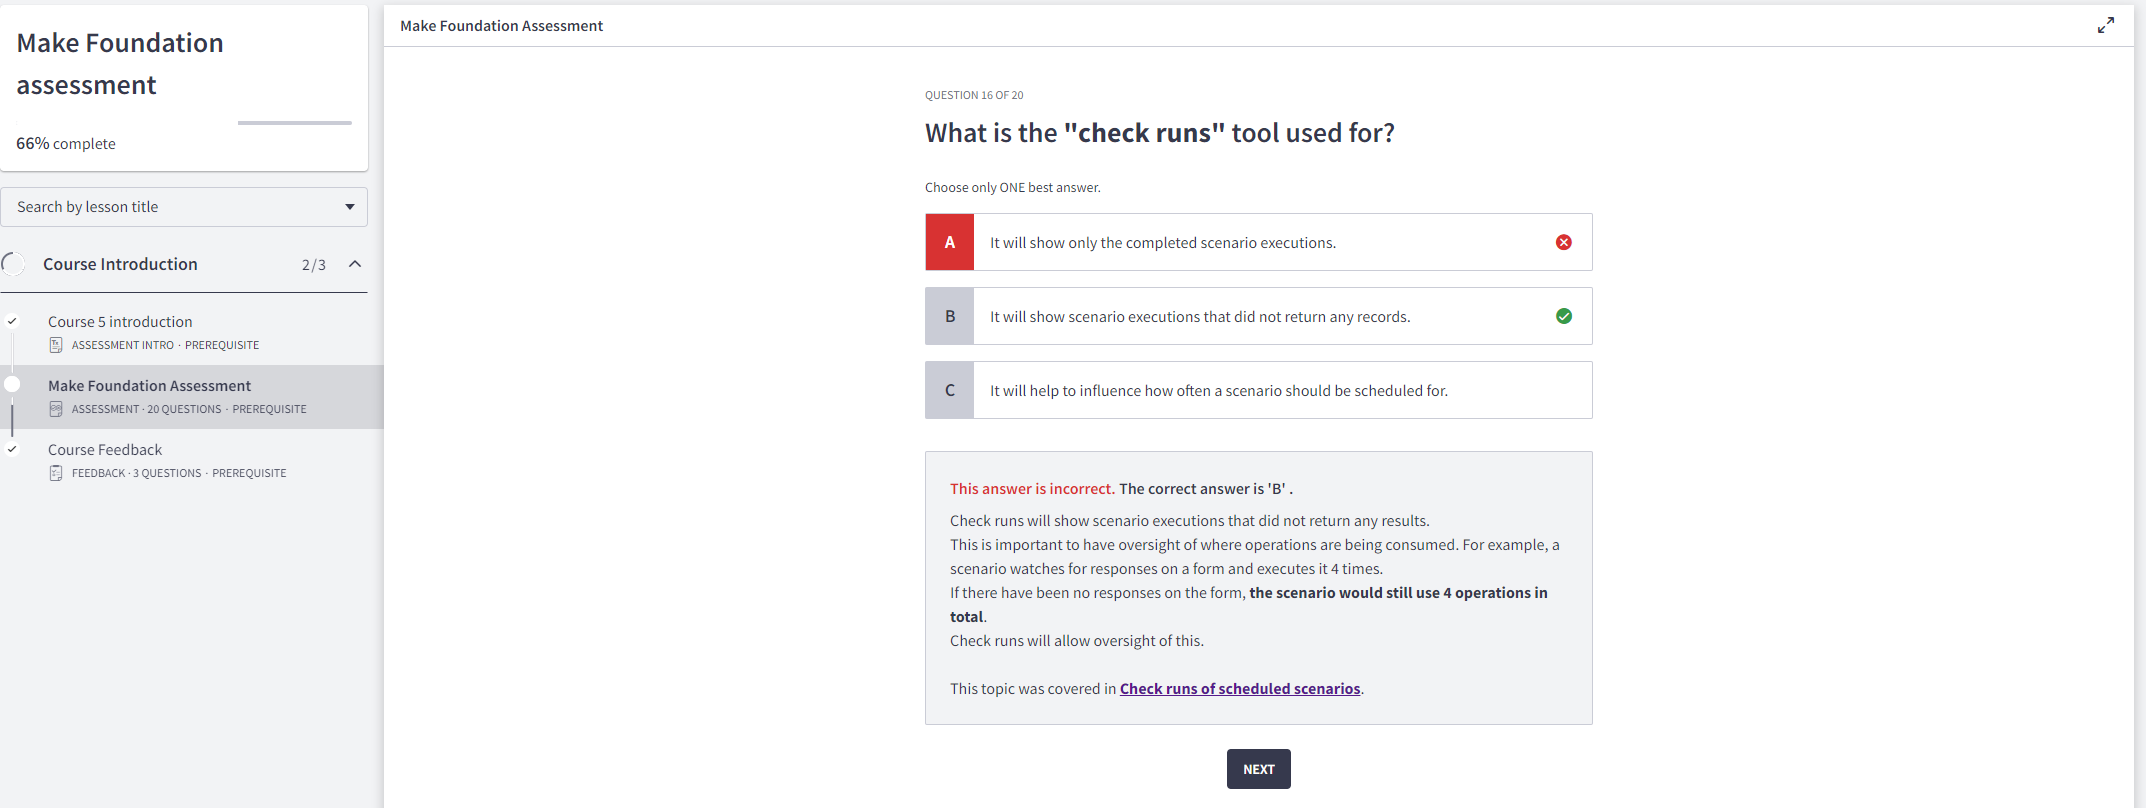 Make Foundation
assessment
66% complete
Search by lesson title
Course Introduction 2/3
Course 5 introduction
ASSESSMENT INTRO · PREREQUISITE
Make Foundation Assessment
ASSESSMENT · 20 QUESTIONS · PREREQUISITE
Course Feedback
FEEDBACK · 3 QUESTIONS · PREREQUISITE
Make Foundation Assessment
QUESTION 16 OF 20
What is the "check runs" tool used for?
Choose only ONE best answer.
A It will show only the completed scenario executions.
B It will show scenario executions that did not return any records.
C It will help to influence how often a scenario should be scheduled for.
This answer is incorrect. The correct answer is 'B' .
Check runs will show scenario executions that did not return any results.
This is important to have oversight of where operations are being consumed. For example, a
scenario watches for responses on a form and executes it 4 times.
If there have been no responses on the form, the scenario would still use 4 operations in
total.
Check runs will allow oversight of this.
This topic was covered in Check runs of scheduled scenarios.
NEXT